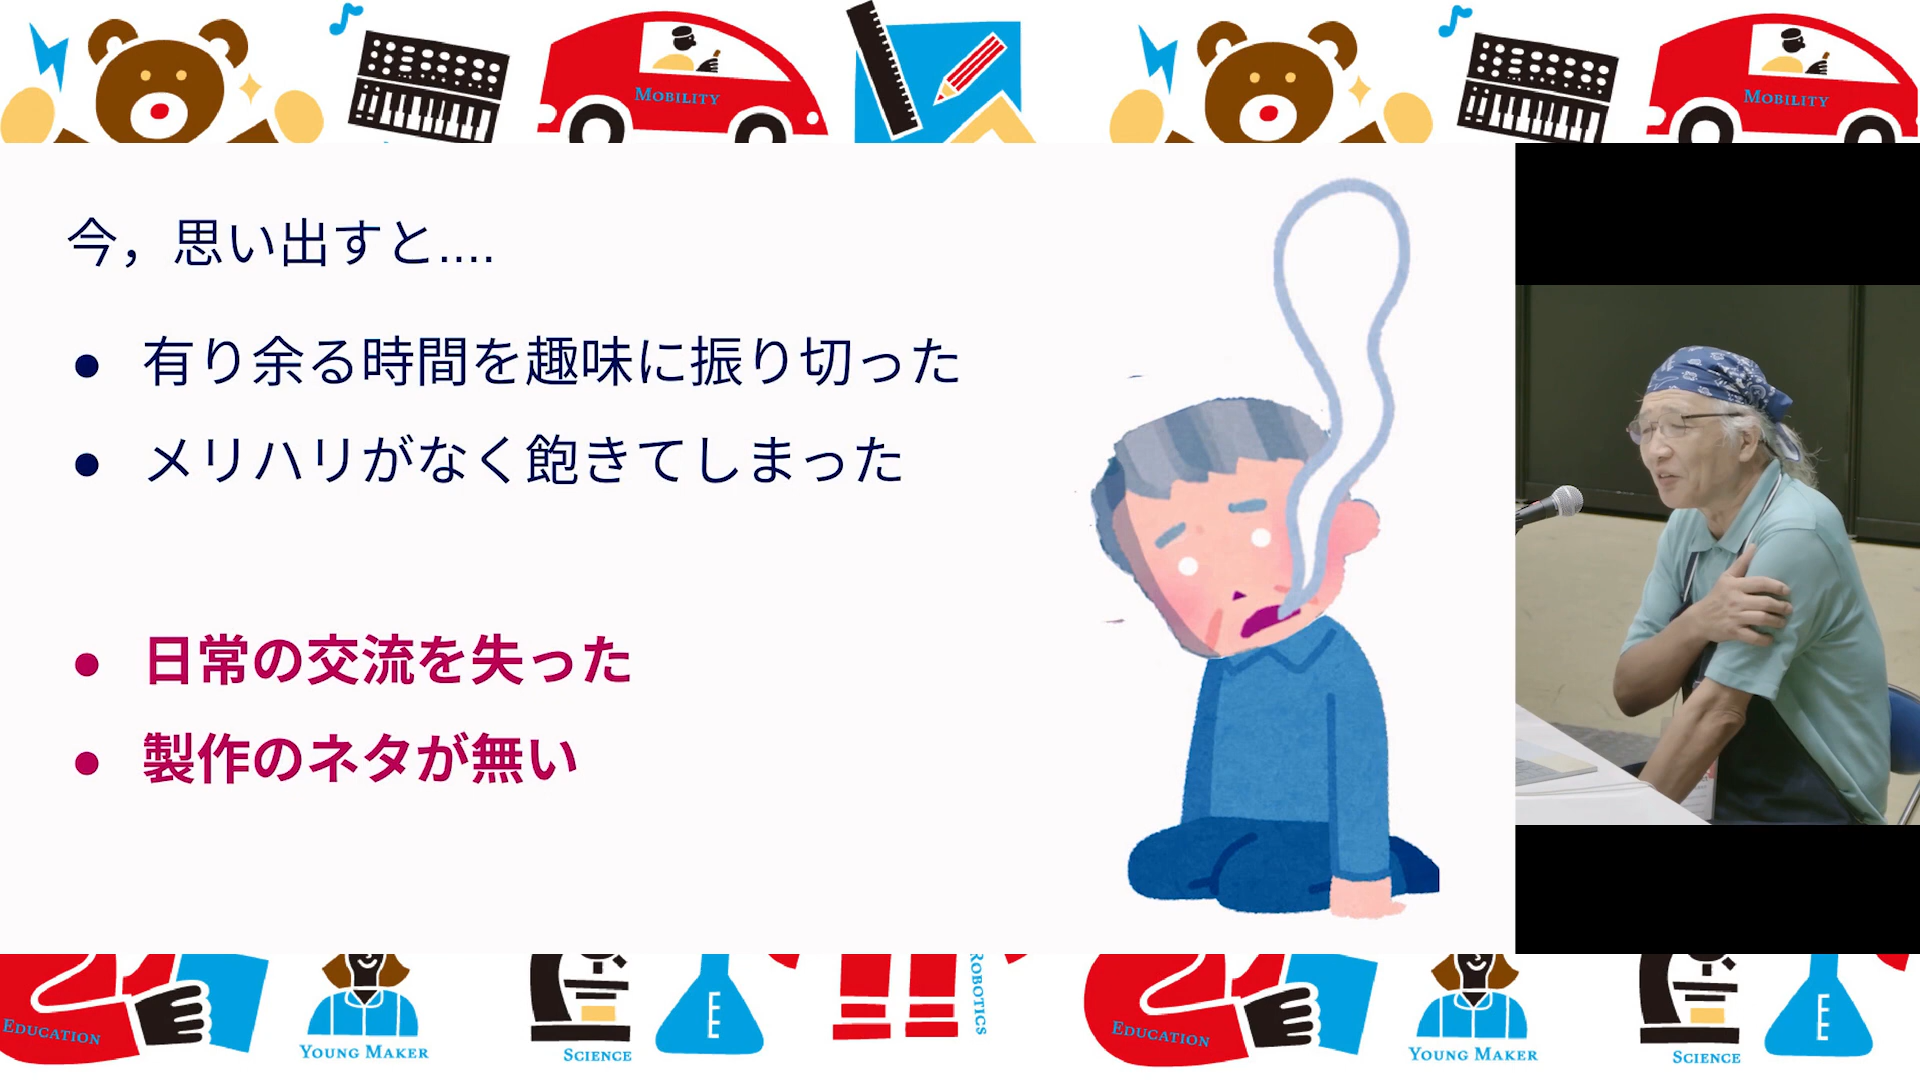 MOBILITY
MOBILITY
今，思い出すと....
● 有り余る時間を趣味に振り切った
● メリハリがなく飽きてしまった
● 日常の交流を失った
● 製作のネタが無い
EDUCATION
YOUNG MAKER
SCIENCE
E
ROBOTICS
EDUCATION
YOUNG MAKER
SCIENCE
E